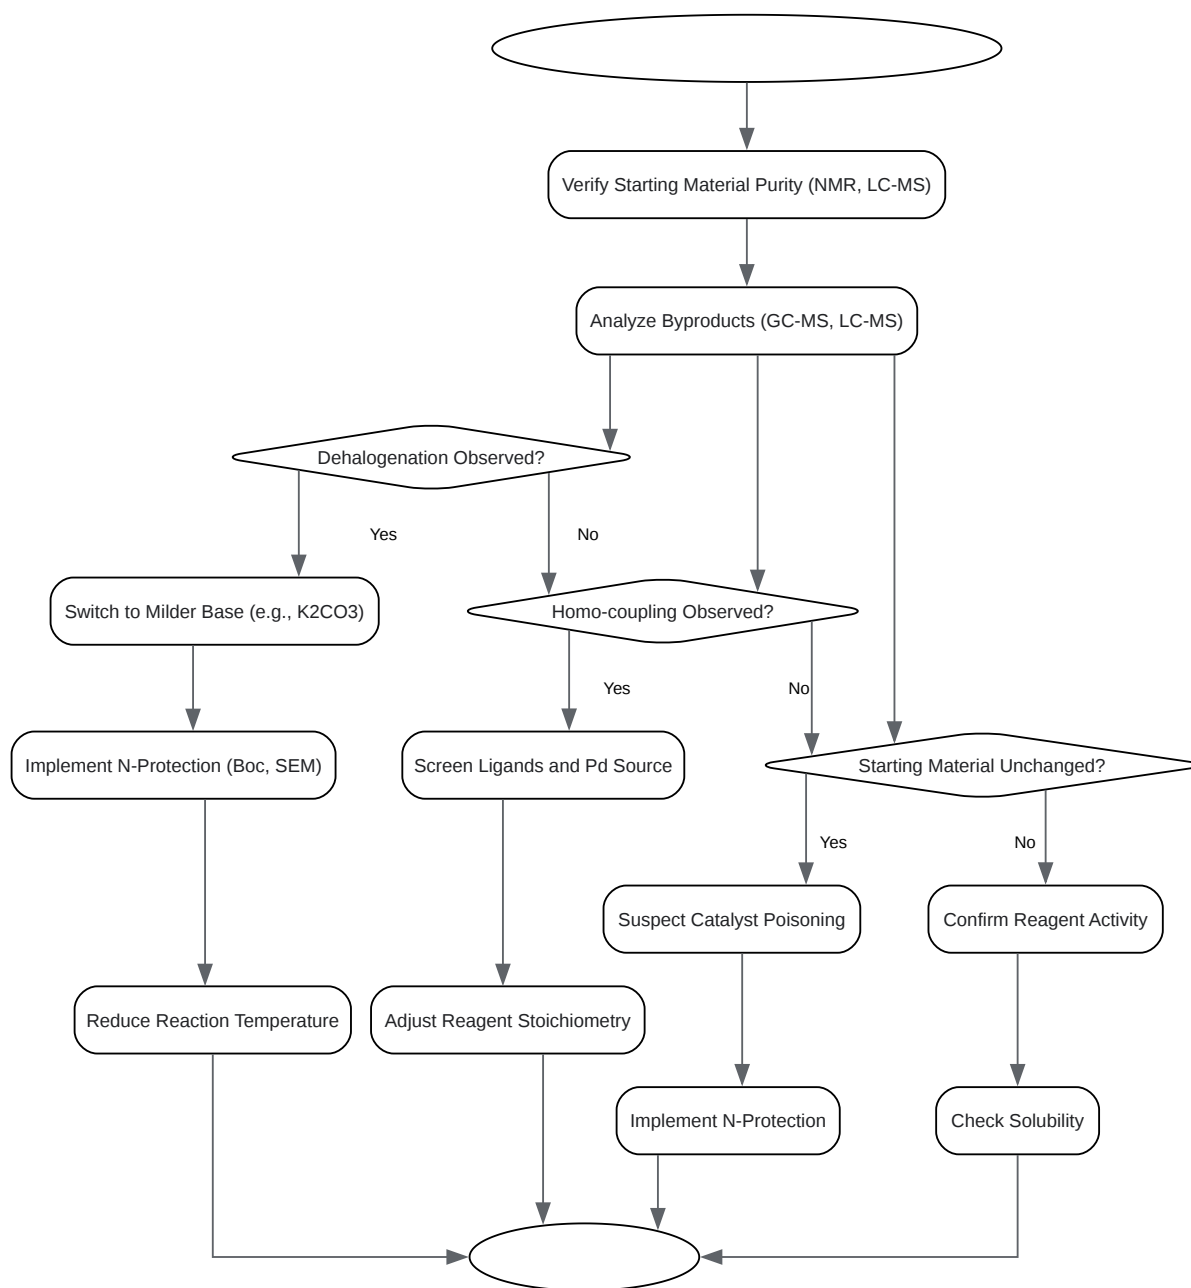 Verify Starting Material Purity (NMR, LC-MS)
Analyze Byproducts (GC-MS, LC-MS)
Dehalogenation Observed?
Yes
No
Switch to Milder Base (e.g., K2CO3)
Homo-coupling Observed?
Yes
No
Implement N-Protection (Boc, SEM)
Screen Ligands and Pd Source
Starting Material Unchanged?
Yes
No
Suspect Catalyst Poisoning
Confirm Reagent Activity
Reduce Reaction Temperature
Adjust Reagent Stoichiometry
Implement N-Protection
Check Solubility